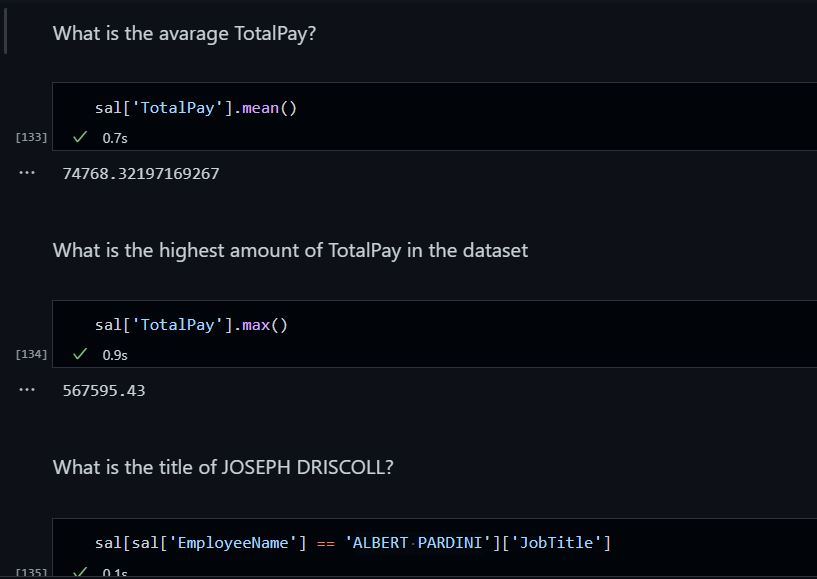 What is the avarage TotalPay?
sal['TotalPay'].mean()
[133]
0.7s
74768.32197169267
What is the highest amount of TotalPay in the dataset
sal['TotalPay'].max()
[134]
0.9s
567595.43
What is the title of JOSEPH DRISCOLL?
sal[sal['EmployeeName'] == 'ALBERT PARDINI']['JobTitle']
[135]
0.1s